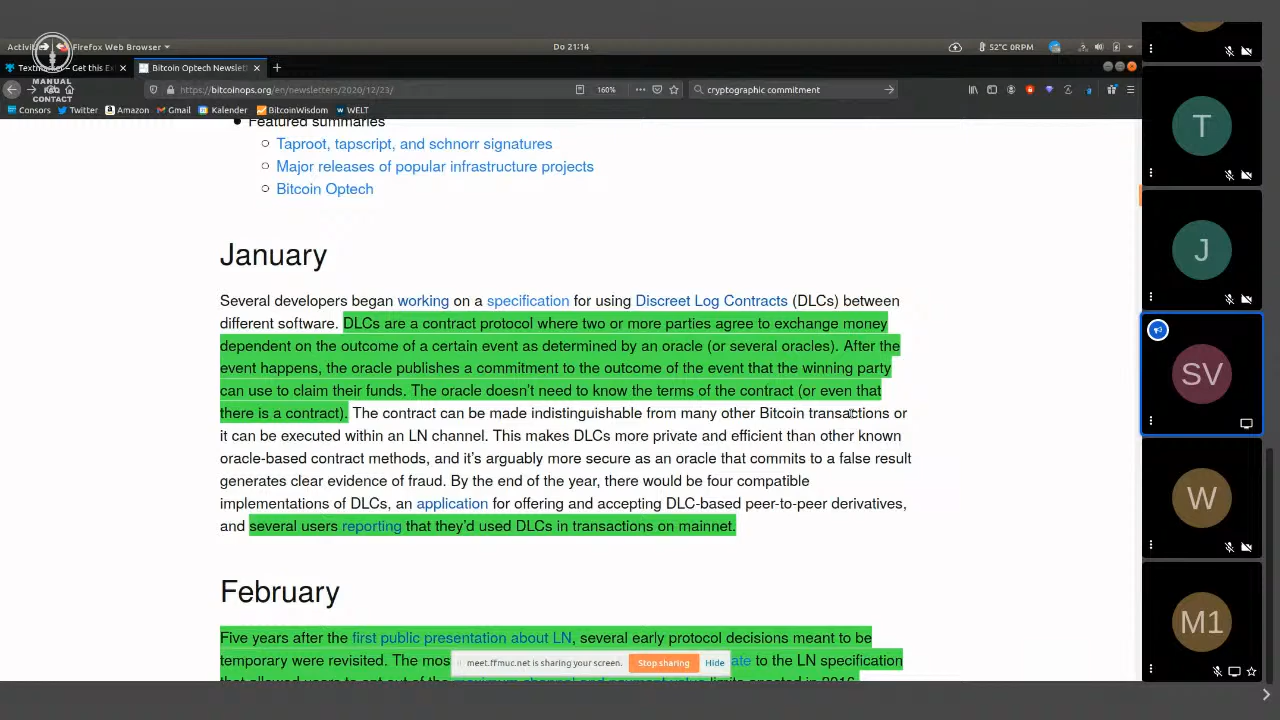 Activi
Firefox Web Browser
Do 21:14
52°C 0RPM
MANUAL
CONTACT
Textmarker – Get this Ex
Bitcoin Optech Newslett
https://bitcoinops.org/en/newsletters/2020/12/23/
160%
cryptographic commitment
Consors
Twitter
Amazon
Gmail
Kalender
BitcoinWisdom
WELT
Featured summaries
Taproot, tapscript, and schnorr signatures
Major releases of popular infrastructure projects
Bitcoin Optech
January
Several developers began working on a specification for using Discreet Log Contracts (DLCs) between
different software. DLCs are a contract protocol where two or more parties agree to exchange money
dependent on the outcome of a certain event as determined by an oracle (or several oracles). After the
event happens, the oracle publishes a commitment to the outcome of the event that the winning party
can use to claim their funds. The oracle doesn't need to know the terms of the contract (or even that
there is a contract). The contract can be made indistinguishable from many other Bitcoin transactions or
it can be executed within an LN channel. This makes DLCs more private and efficient than other known
oracle-based contract methods, and it's arguably more secure as an oracle that commits to a false result
generates clear evidence of fraud. By the end of the year, there would be four compatible
implementations of DLCs, an application for offering and accepting DLC-based peer-to-peer derivatives,
and several users reporting that they'd used DLCs in transactions on mainnet.
February
Five years after the first public presentation about LN, several early protocol decisions meant to be
temporary were revisited. The mos
ate to the LN specification
meet.ffmuc.net is sharing your screen.
Stop sharing
Hide
T
J
SV
W
M1